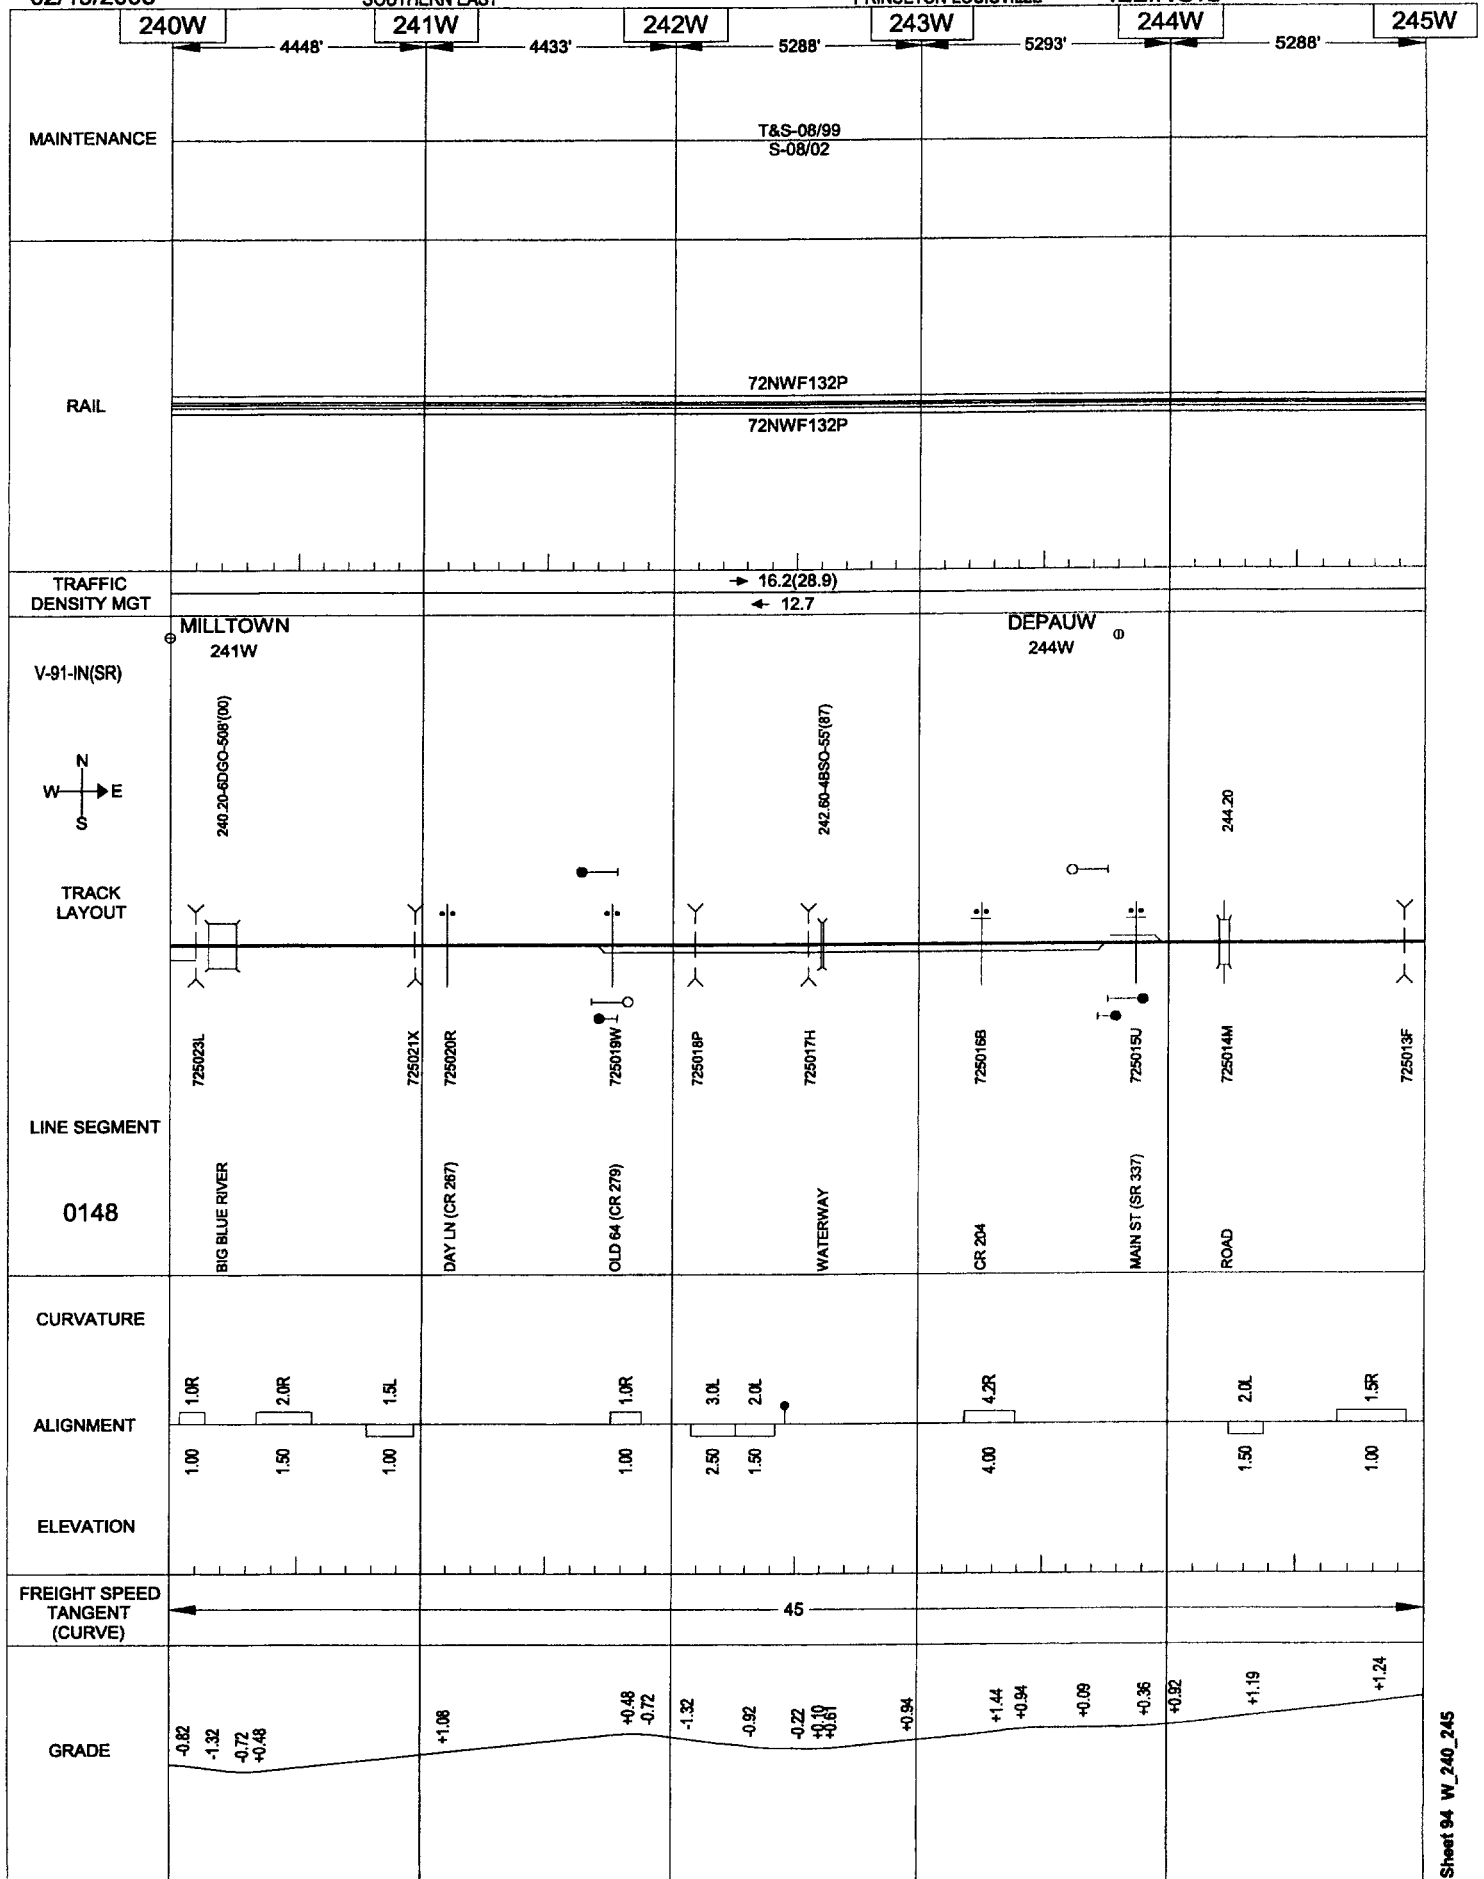 02/15/2003
SOUTHERN EAST
PRINCETON-LOUISVILLE
240W 241W 242W 243W 244W 245W
4448' 4433' 5288' 5293' 5288'
MAINTENANCE
T&S-08/99
S-08/02
RAIL
72NWF132P
72NWF132P
TRAFFIC
DENSITY MGT
16.2(28.9)
12.7
MILLTOWN
241W
DEPAUW
244W
V-91-IN(SR)
N
W E
S
240.20-6DGO-508'(00)
242.60-4BSO-55'(87)
244.20
TRACK
LAYOUT
725023L 725021X 725020R 725019W 725018P 725017H 725016B 725015U 725014M 725013F
LINE SEGMENT
0148
BIG BLUE RIVER
DAY LN (CR 267)
OLD 64 (CR 279)
WATERWAY
CR 204
MAIN ST (SR 337)
ROAD
CURVATURE
1.0R 2.0R 1.5L 1.0R 3.0L 2.0L 4.2R 2.0L 1.5R
ALIGNMENT
1.00 1.50 1.00 1.00 2.50 1.50 4.00 1.50 1.00
ELEVATION
FREIGHT SPEED
TANGENT
(CURVE)
45
GRADE
-0.82 -1.32 -0.72 +0.48 +1.08 +0.48 -0.72 -1.32 -0.92 -0.22 +0.10 +0.61 +0.94 +1.44 +0.94 +0.09 +0.36 +0.92 +1.19 +1.24
Sheet 94 W_240_245